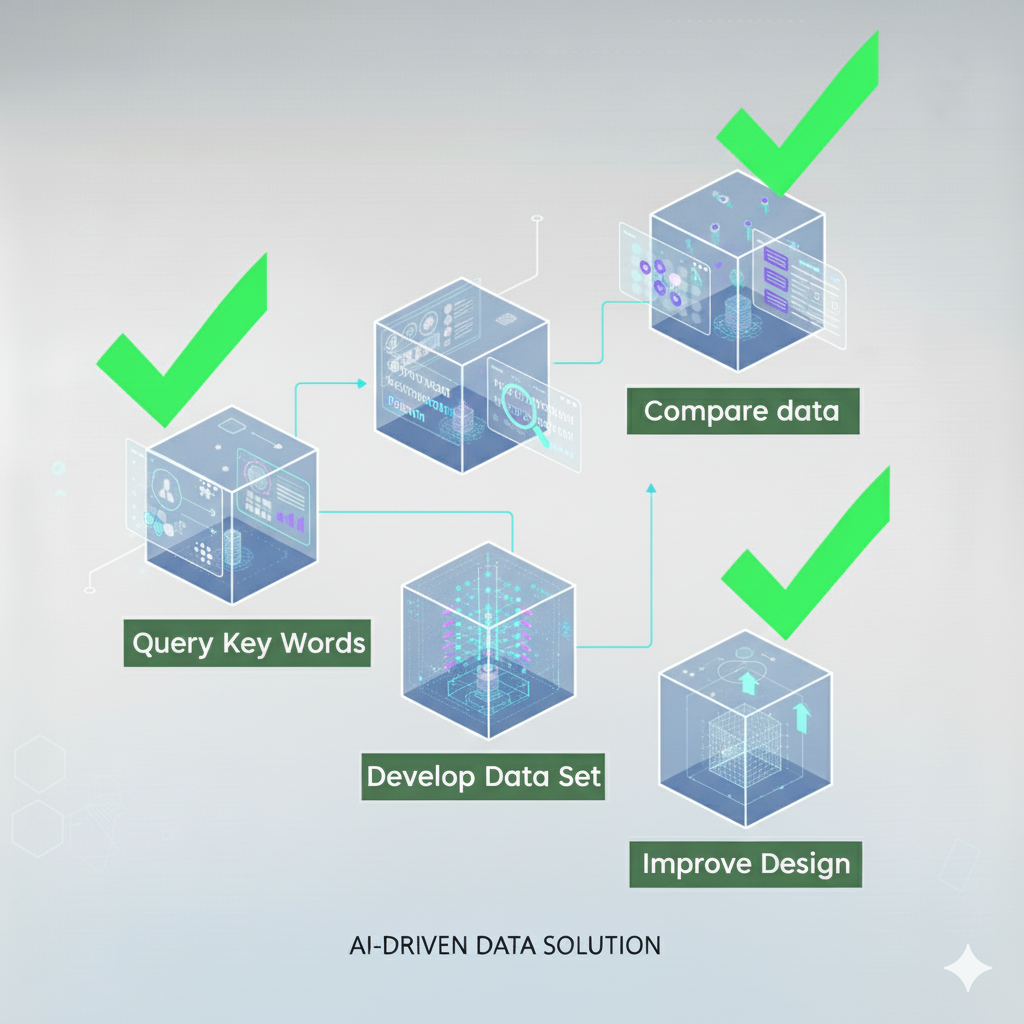 Compare data
Query Key Words
Develop Data Set
Improve Design
AI-DRIVEN DATA SOLUTION